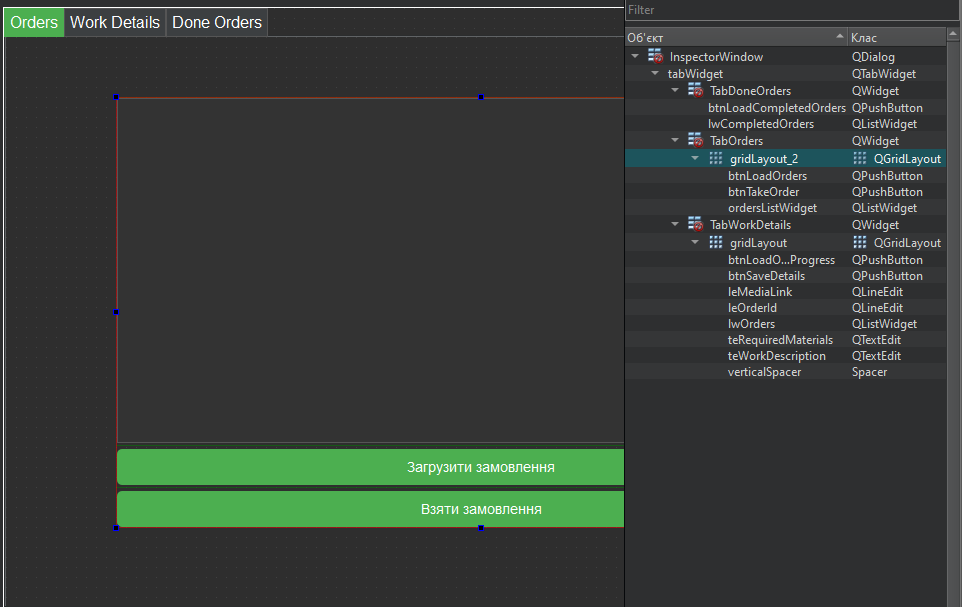 Orders Work Details Done Orders
Загрузити замовлення
Взяти замовлення
Filter
Об'єкт Клас
InspectorWindow QDialog
tabWidget QTabWidget
TabDoneOrders QWidget
btnLoadCompletedOrders QPushButton
lwCompletedOrders QListWidget
TabOrders QWidget
gridLayout_2 QGridLayout
btnLoadOrders QPushButton
btnTakeOrder QPushButton
ordersListWidget QListWidget
TabWorkDetails QWidget
gridLayout QGridLayout
btnLoadO...Progress QPushButton
btnSaveDetails QPushButton
leMediaLink QLineEdit
leOrderId QLineEdit
lwOrders QListWidget
teRequiredMaterials QTextEdit
teWorkDescription QTextEdit
verticalSpacer Spacer